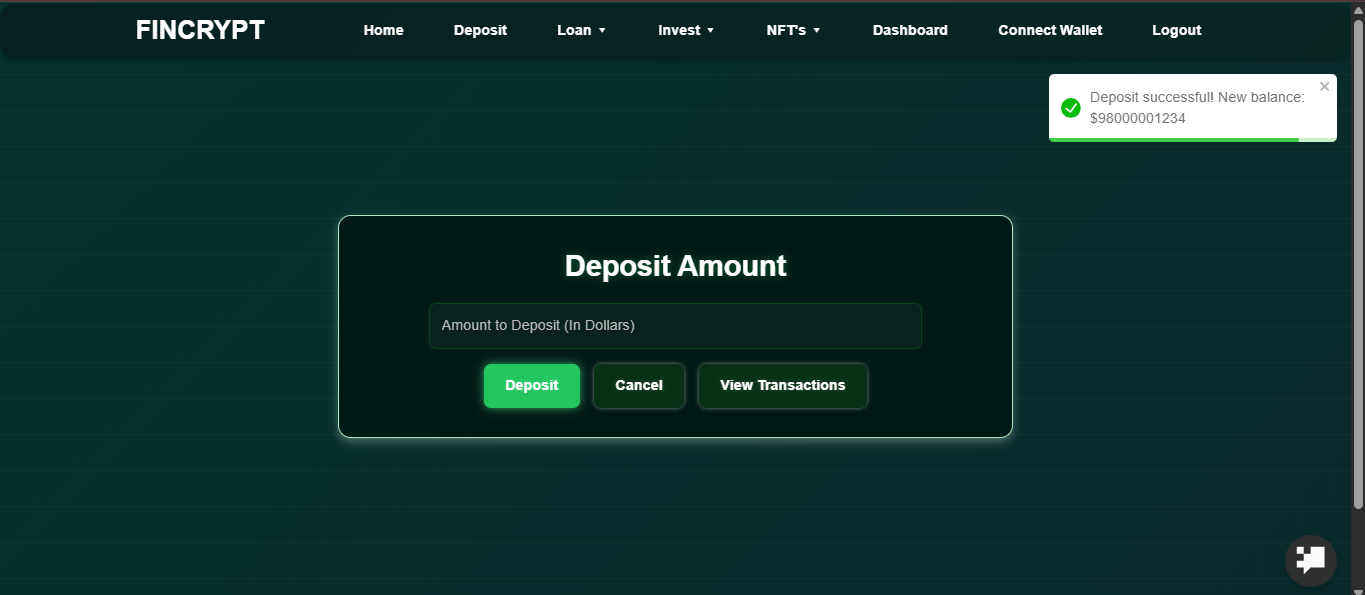 FINCRYPT Home Deposit Loan Invest NFT's Dashboard Connect Wallet Logout
Deposit successful! New balance:
$98000001234
Deposit Amount
Amount to Deposit (In Dollars)
Deposit Cancel View Transactions